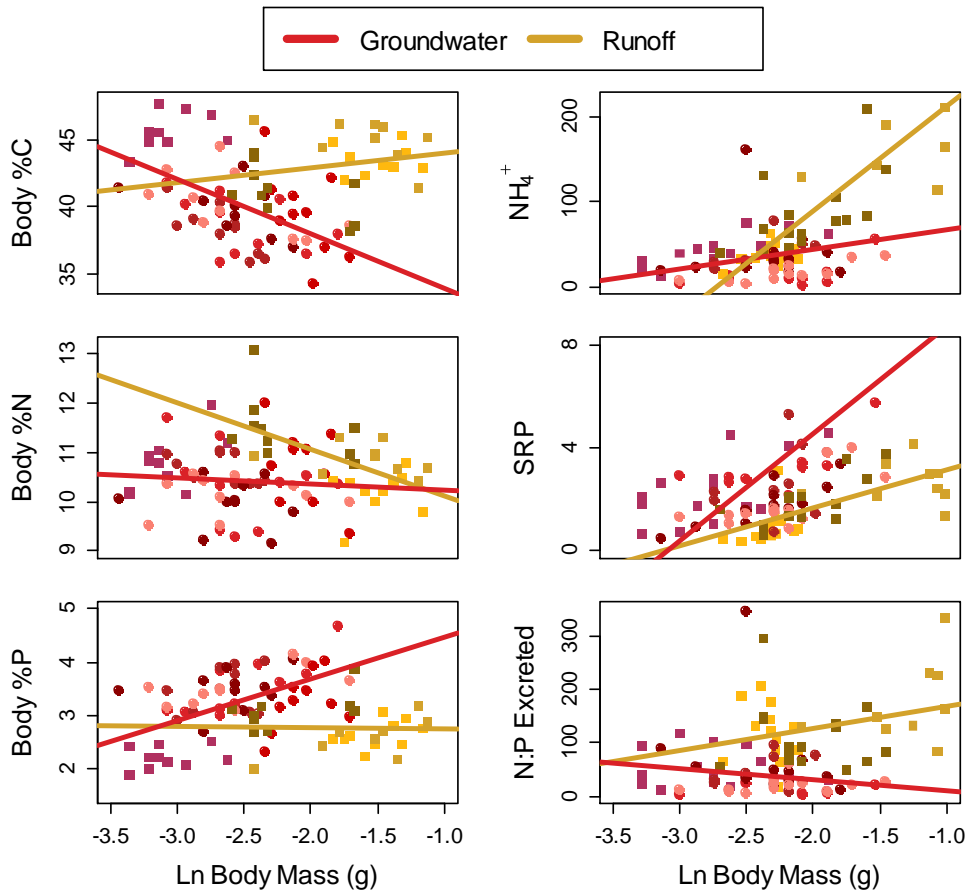 Groundwater Runoff
Body %C
45
40
35
NH4+
200
100
0
Body %N
13
12
11
10
9
SRP
8
4
0
Body %P
5
4
3
2
N:P Excreted
300
200
100
0
-3.5 -3.0 -2.5 -2.0 -1.5 -1.0
Ln Body Mass (g)
-3.5 -3.0 -2.5 -2.0 -1.5 -1.0
Ln Body Mass (g)